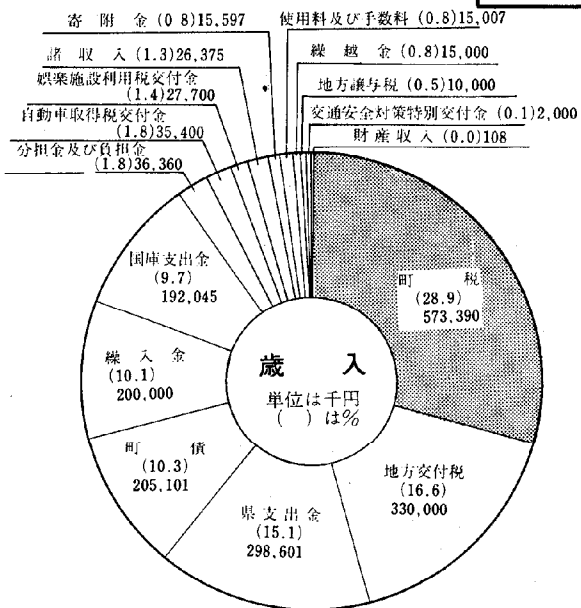 寄附金(0 8)15,597
使用料及び手数料(0.8)15,007
諸収入(1.3)26,375
繰越金(0.8)15,000
娯楽施設利用税交付金
(1.4)27,700
地方譲与税(0.5)10,000
自動車取得税交付金
(1.8)35,400
交通安全対策特別交付金(0.1)2,000
分担金及び負担金
(1.8)36,360
財産収入(0.0)108
国庫支出金
(9.7)
192,045
町税
(28.9)
573,390
繰入金
(10.1)
200,000
歳入
単位は千円
( )は%
町債
(10.3)
205,101
地方交付税
(16.6)
330,000
県支出金
(15.1)
298,601